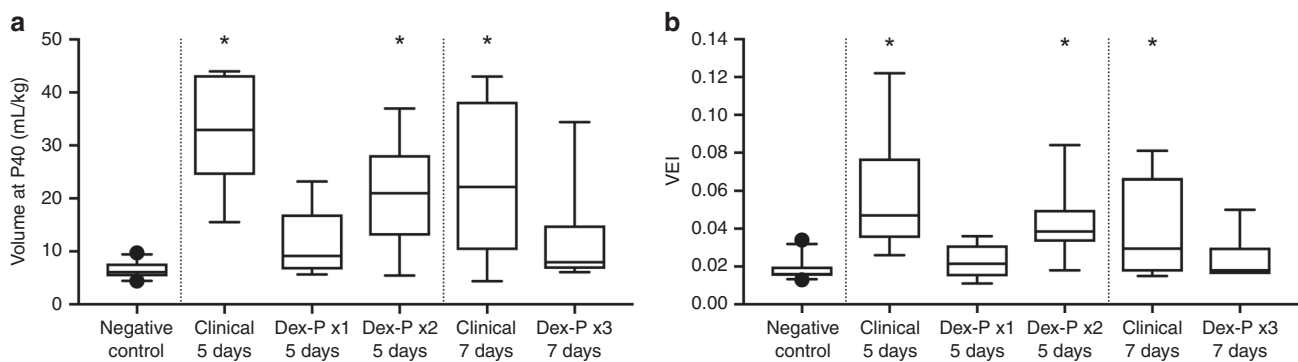 a
Volume at P40 (mL/kg)
50
40
30
20
10
0
*
*
*
Negative
control
Clinical
5 days
Dex-P x1
5 days
Dex-P x2
5 days
Clinical
7 days
Dex-P x3
7 days
b
VEI
0.14
0.12
0.10
0.08
0.06
0.04
0.02
0.00
*
*
*
Negative
control
Clinical
5 days
Dex-P x1
5 days
Dex-P x2
5 days
Clinical
7 days
Dex-P x3
7 days